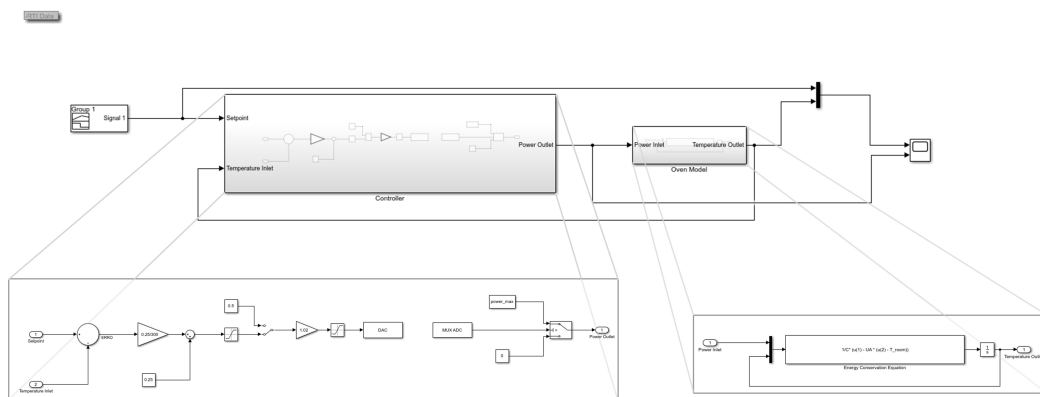 RTI Data
Group 1
Signal 1
Setpoint
Temperature Inlet
Power Outlet
Controller
Power Inlet
Temperature Outlet
Oven Model
1
Setpoint
2
Temperature Inlet
ERRO
0.25/300
0.25
0.5
1.02
DAC
power_max
MUX ADC
0
1
Power Outlet
1
Power Inlet
1/C* (u(1) - UA * (u(2) - T_room))
Energy Conservation Equation
1
s
1
Temperature Outl